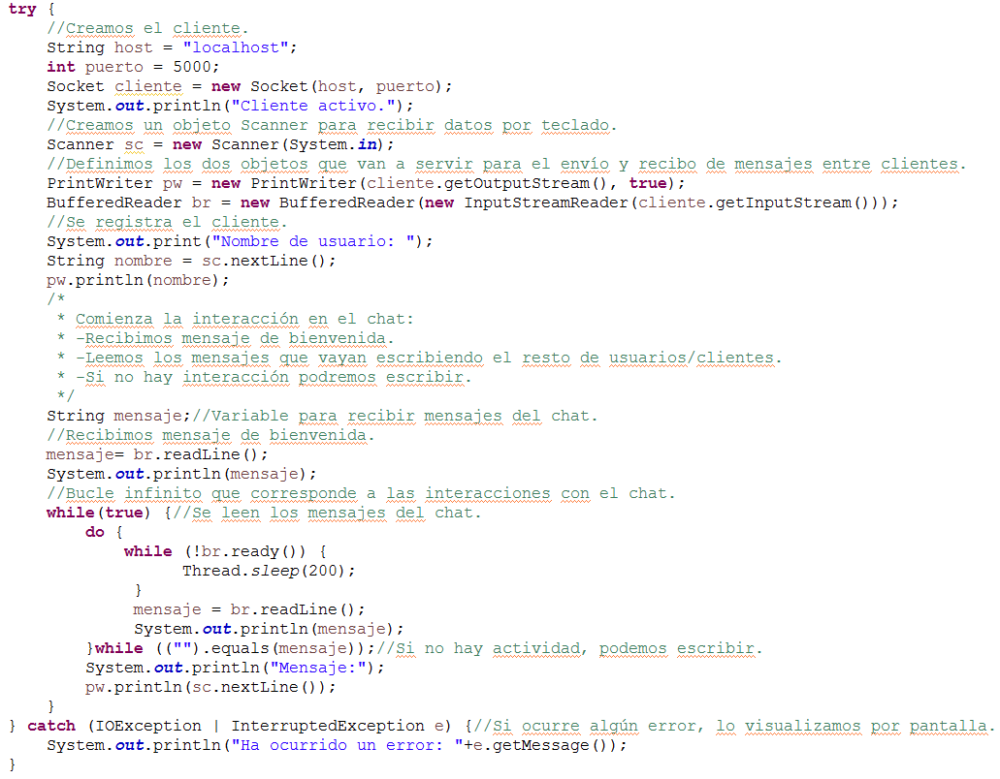 try {
    //Creamos el cliente.
    String host = "localhost";
    int puerto = 5000;
    Socket cliente = new Socket(host, puerto);
    System.out.println("Cliente activo.");
    //Creamos un objeto Scanner para recibir datos por teclado.
    Scanner sc = new Scanner(System.in);
    //Definimos los dos objetos que van a servir para el envío y recibo de mensajes entre clientes.
    PrintWriter pw = new PrintWriter(cliente.getOutputStream(), true);
    BufferedReader br = new BufferedReader(new InputStreamReader(cliente.getInputStream()));
    //Se registra el cliente.
    System.out.print("Nombre de usuario: ");
    String nombre = sc.nextLine();
    pw.println(nombre);
    /*
     * Comienza la interacción en el chat:
     * -Recibimos mensaje de bienvenida.
     * -Leemos los mensajes que vayan escribiendo el resto de usuarios/clientes.
     * -Si no hay interacción podremos escribir.
     */
    String mensaje;//Variable para recibir mensajes del chat.
    //Recibimos mensaje de bienvenida.
    mensaje= br.readLine();
    System.out.println(mensaje);
    //Bucle infinito que corresponde a las interacciones con el chat.
    while(true) {//Se leen los mensajes del chat.
        do {
            while (!br.ready()) {
                  Thread.sleep(200);
             }
             mensaje = br.readLine();
             System.out.println(mensaje);
        }while ((("").equals(mensaje));//Si no hay actividad, podemos escribir.
        System.out.println("Mensaje:");
        pw.println(sc.nextLine());
    }
} catch (IOException | InterruptedException e) {//Si ocurre algún error, lo visualizamos por pantalla.
    System.out.println("Ha ocurrido un error: "+e.getMessage());
}